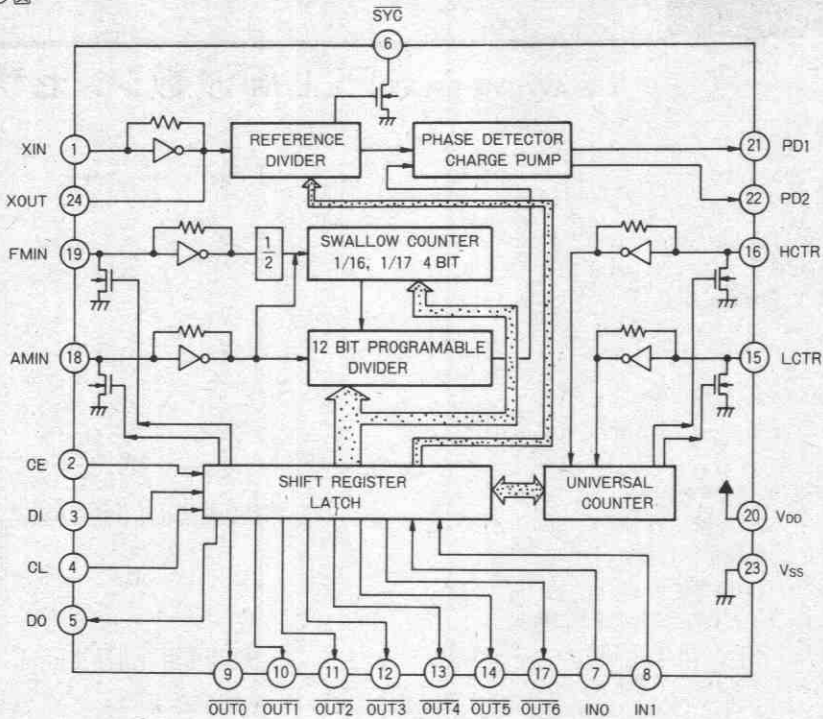 SYC
6
XIN 1
REFERENCE DIVIDER
PHASE DETECTOR CHARGE PUMP
21 PD1
XOUT 24
22 PD2
FMIN 19
1/2
SWALLOW COUNTER
1/16, 1/17 4 BIT
16 HCTR
AMIN 18
12 BIT PROGRAMABLE DIVIDER
15 LCTR
CE 2
SHIFT REGISTER LATCH
UNIVERSAL COUNTER
DI 3
20 VDD
CL 4
23 VSS
DO 5
9 10 11 12 13 14 17 7 8
OUT0 OUT1 OUT2 OUT3 OUT4 OUT5 OUT6 IN0 IN1